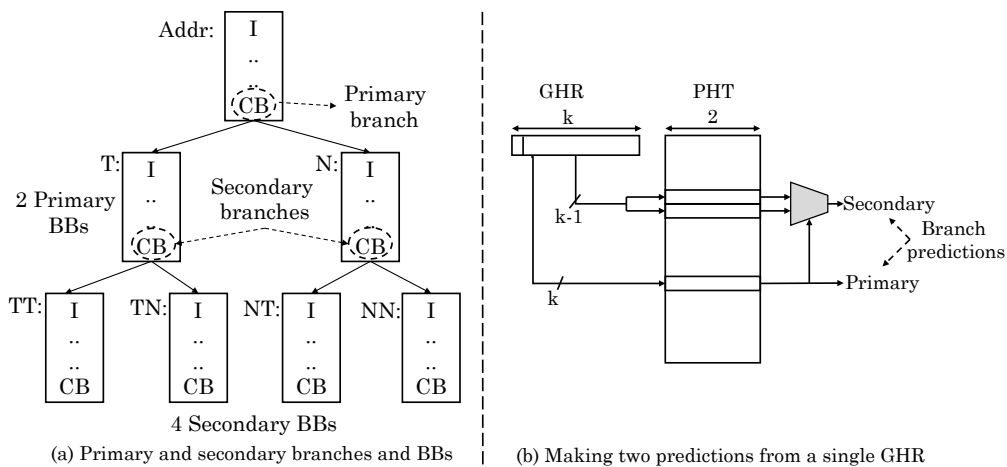 Addr: I
..
..
CB
Primary
branch
T: I
..
..
CB
2 Primary
BBs
Secondary
branches
N: I
..
..
CB
TT: I
..
..
CB
TN: I
..
..
CB
NT: I
..
..
CB
NN: I
..
..
CB
4 Secondary BBs
(a) Primary and secondary branches and BBs
GHR
k
PHT
2
k-1
k
Secondary
Branch
predictions
Primary
(b) Making two predictions from a single GHR